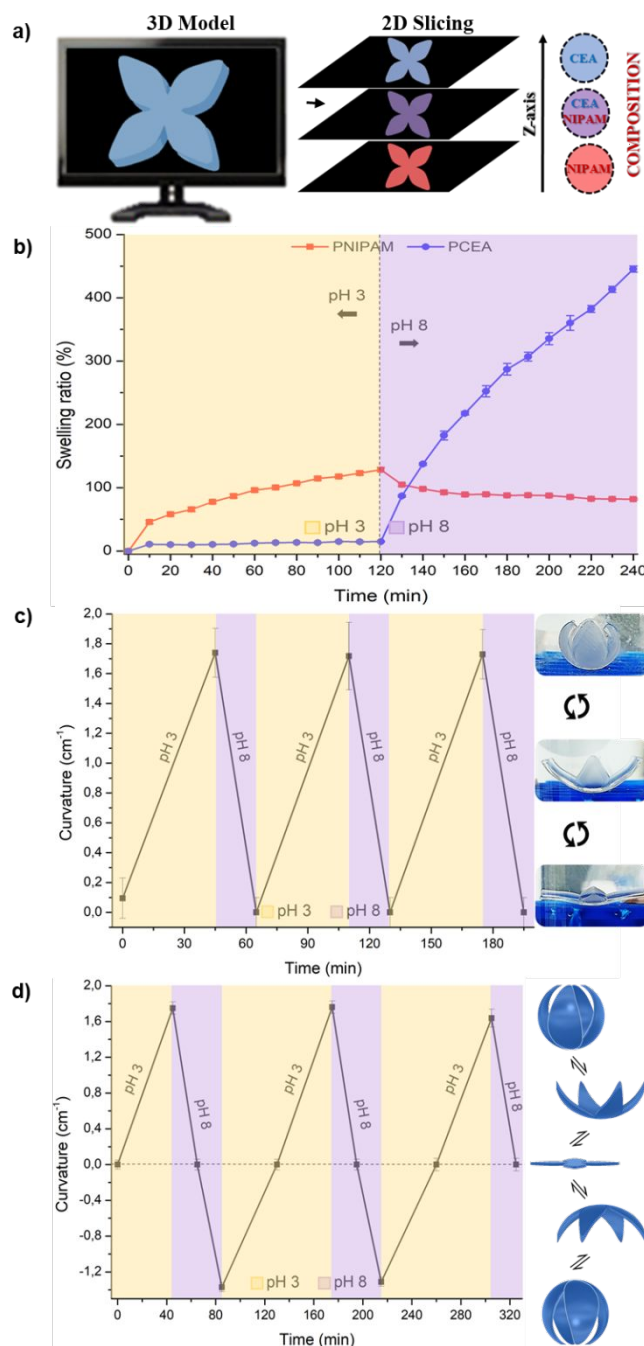 a)
3D Model
2D Slicing
Z-axis
CEA
CEA
NIPAM
NIPAM
COMPOSITION
b)
500
400
300
200
100
0
Swelling ratio (%)
PNIPAM
PCEA
pH 3
pH 8
pH 3
pH 8
0 20 40 60 80 100 120 140 160 180 200 220 240
Time (min)
c)
2,0
1,8
1,6
1,4
1,2
1,0
0,8
0,6
0,4
0,2
0,0
Curvature (cm⁻¹)
pH 3
pH 8
pH 3
pH 8
pH 3
pH 8
pH 3
pH 8
0 30 60 90 120 150 180
Time (min)
d)
2,0
1,6
1,2
0,8
0,4
0,0
-0,4
-0,8
-1,2
Curvature (cm⁻¹)
pH 3
pH 8
pH 3
pH 8
pH 3
pH 8
pH 3
pH 8
0 40 80 120 160 200 240 280 320
Time (min)